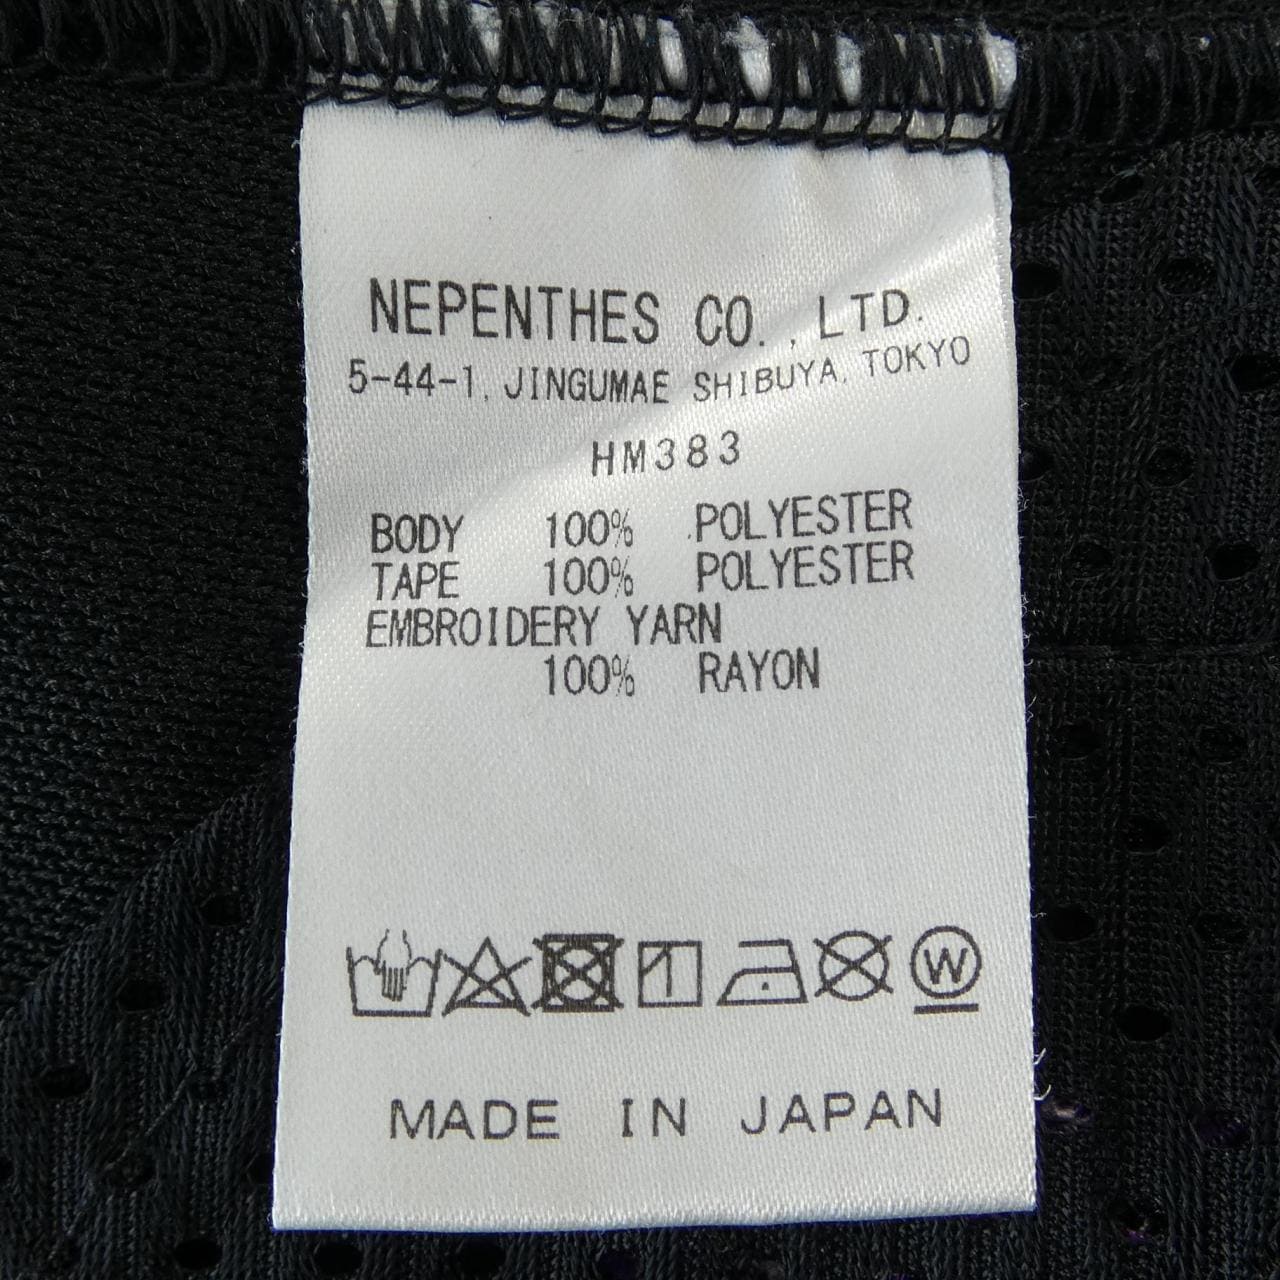 NEPENTHES CO., LTD.
5-44-1, JINGUMAE SHIBUYA, TOKYO
HM383
BODY 100% POLYESTER
TAPE 100% POLYESTER
EMBROIDERY YARN
100% RAYON
W
MADE IN JAPAN